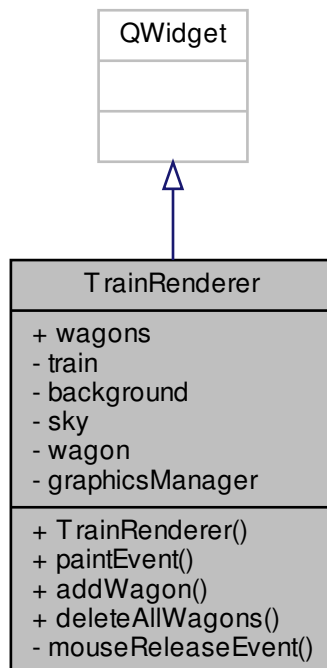 QWidget
TrainRenderer
+ wagons
- train
- background
- sky
- wagon
- graphicsManager
+ TrainRenderer()
+ paintEvent()
+ addWagon()
+ deleteAllWagons()
- mouseReleaseEvent()